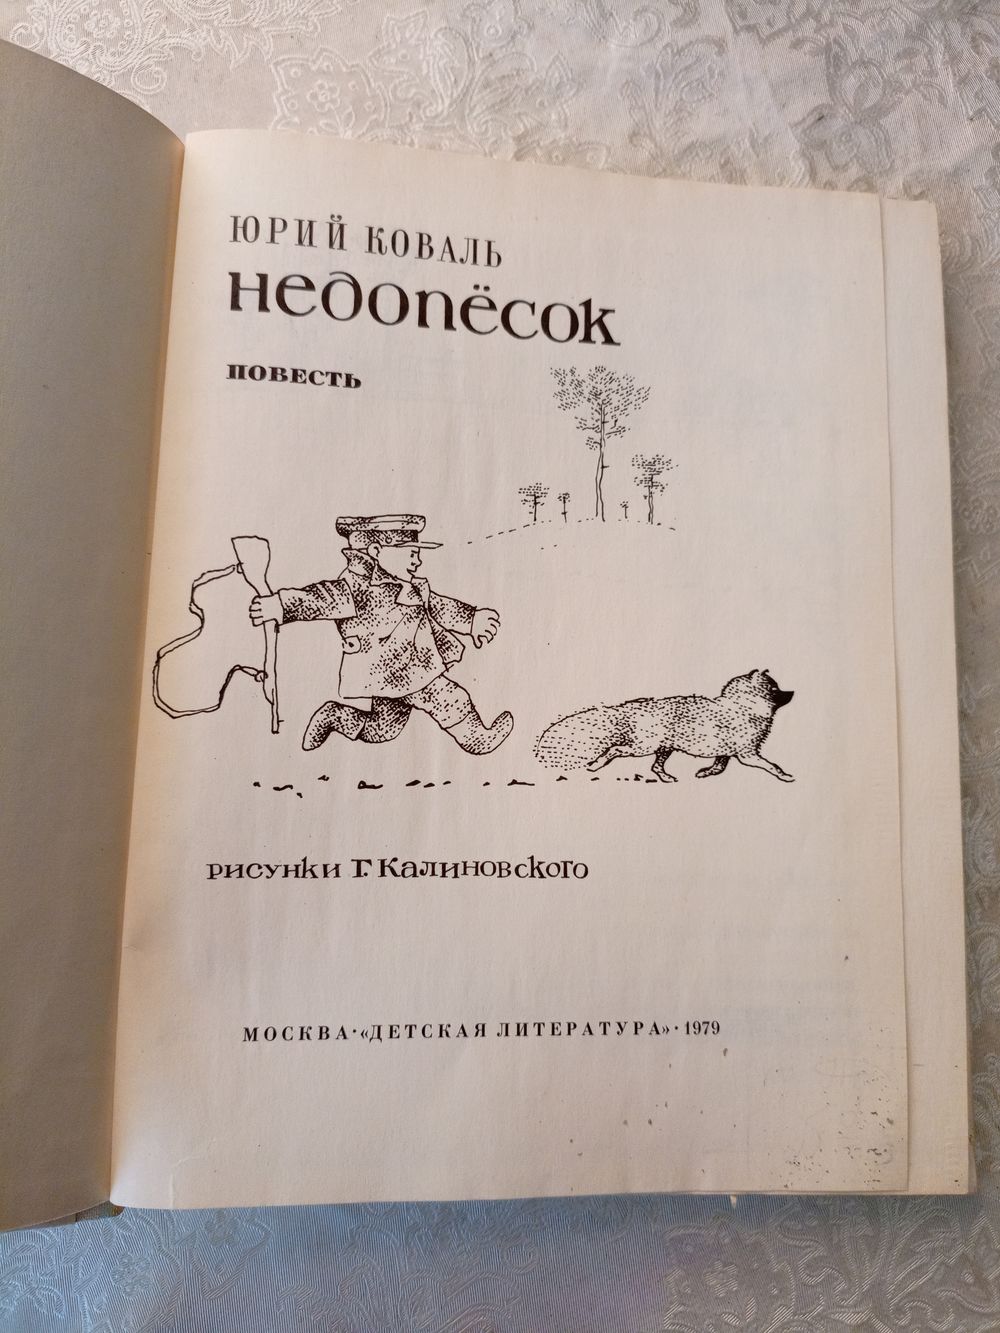 ЮРИЙ КОВАЛЬ
недопёсок
повесть
рисунки Г. Калиновского
МОСКВА·«ДЕТСКАЯ ЛИТЕРАТУРА»·1979